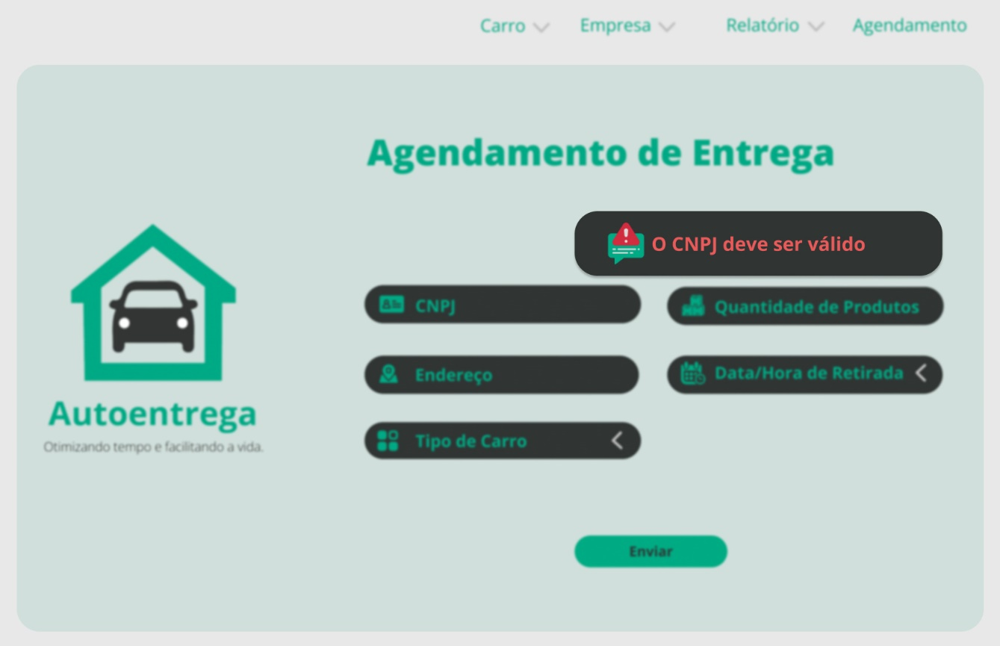 Carro
Empresa
Relatório
Agendamento
Agendamento de Entrega
O CNPJ deve ser válido
CNPJ
Quantidade de Produtos
Endereço
Data/Hora de Retirada
Tipo de Carro
Autoentrega
Otimizando tempo e facilitando a vida.
Enviar